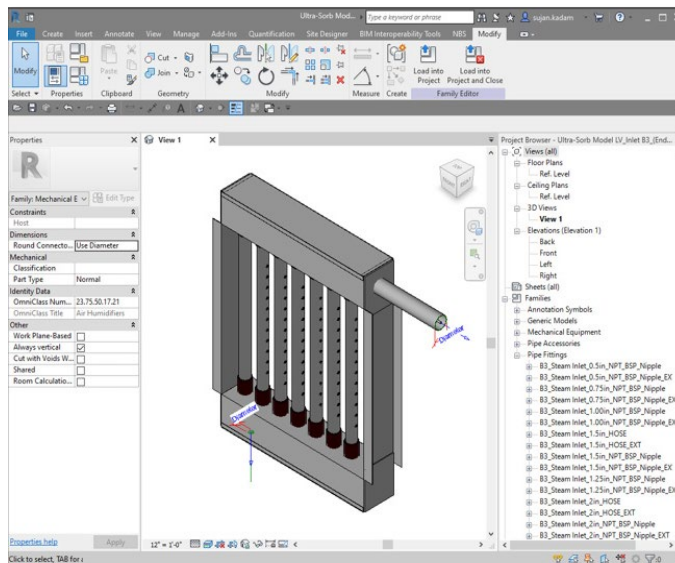 Ultra-Sorb Mod...
Type a keyword or phrase
sujan.kadam
File Create Insert Annotate View Manage Add-Ins Quantification Site Designer BIM Interoperability Tools NBS Modify
Modify
Paste
Cut
Join
Load into
Project
Load into
Project and Close
Select Properties Clipboard Geometry Modify Measure Create Family Editor
Properties
View 1
Project Browser - Ultra-Sorb Model LV_Inlet B3_(End...
R
Family: Mechanical E
Edit Type
Constraints
Host
Dimensions
Round Connecto... Use Diameter
Mechanical
Classification
Part Type Normal
Identity Data
OmniClass Num... 23.75.50.17.21
OmniClass Title Air Humidifiers
Other
Work Plane-Based
Always vertical
Cut with Voids W...
Shared
Room Calculatio...
Properties help
Apply
Diameter
Diameter
12" = 1'-0"
Views (all)
Floor Plans
Ref. Level
Ceiling Plans
Ref. Level
3D Views
View 1
Elevations (Elevation 1)
Back
Front
Left
Right
Sheets (all)
Families
Annotation Symbols
Generic Models
Mechanical Equipment
Pipe Accessories
Pipe Fittings
B3_Steam Inlet_0.5in_NPT_BSP_Nipple
B3_Steam Inlet_0.5in_NPT_BSP_Nipple_EX
B3_Steam Inlet_0.75in_NPT_BSP_Nipple
B3_Steam Inlet_0.75in_NPT_BSP_Nipple_EX
B3_Steam Inlet_1.00in_NPT_BSP_Nipple
B3_Steam Inlet_1.00in_NPT_BSP_Nipple_EX
B3_Steam Inlet_1.5in_HOSE
B3_Steam Inlet_1.5in_HOSE_EXT
B3_Steam Inlet_1.5in_NPT_BSP_Nipple
B3_Steam Inlet_1.5in_NPT_BSP_Nipple_EX
B3_Steam Inlet_1.25in_NPT_BSP_Nipple
B3_Steam Inlet_1.25in_NPT_BSP_Nipple_EX
B3_Steam Inlet_2in_HOSE
B3_Steam Inlet_2in_HOSE_EXT
B3_Steam Inlet_2in_NPT_BSP_Nipple
B3_Steam Inlet_2in_NPT_BSP_Nipple_EXT
Click to select, TAB for
:0